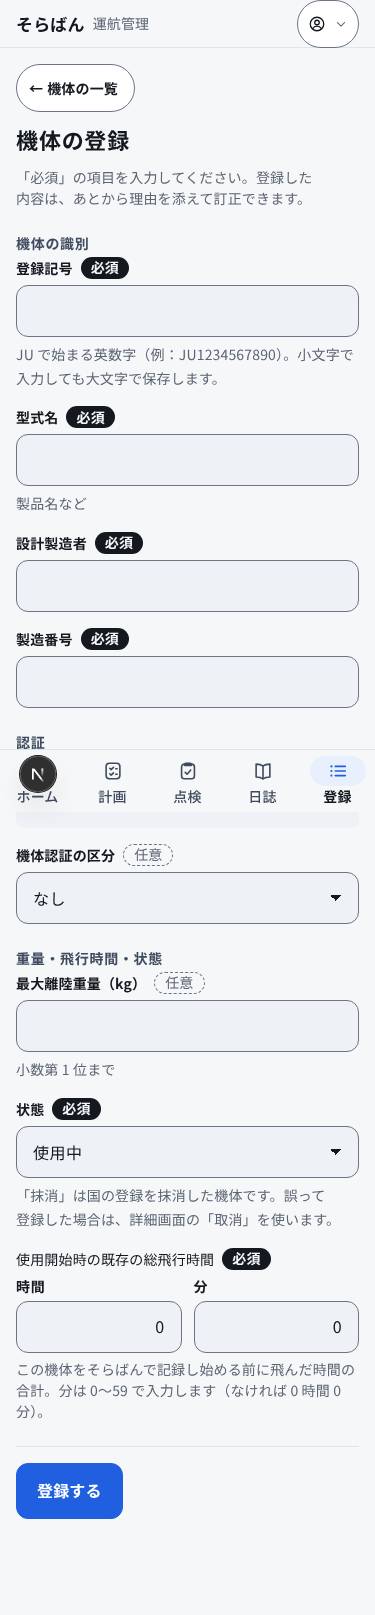 そらばん 運航管理
← 機体の一覧
機体の登録
「必須」の項目を入力してください。登録した
内容は、あとから理由を添えて訂正できます。
機体の識別
登録記号 必須
JU で始まる英数字（例：JU1234567890）。小文字で
入力しても大文字で保存します。
型式名 必須
製品名など
設計製造者 必須
製造番号 必須
認証
N
ホーム 計画 点検 日誌 登録
機体認証の区分 任意
なし
重量・飛行時間・状態
最大離陸重量（kg） 任意
小数第 1 位まで
状態 必須
使用中
「抹消」は国の登録を抹消した機体です。誤って
登録した場合は、詳細画面の「取消」を使います。
使用開始時の既存の総飛行時間 必須
時間 分
0 0
この機体をそらばんで記録し始める前に飛んだ時間の
合計。分は 0〜59 で入力します（なければ 0 時間 0
分）。
登録する